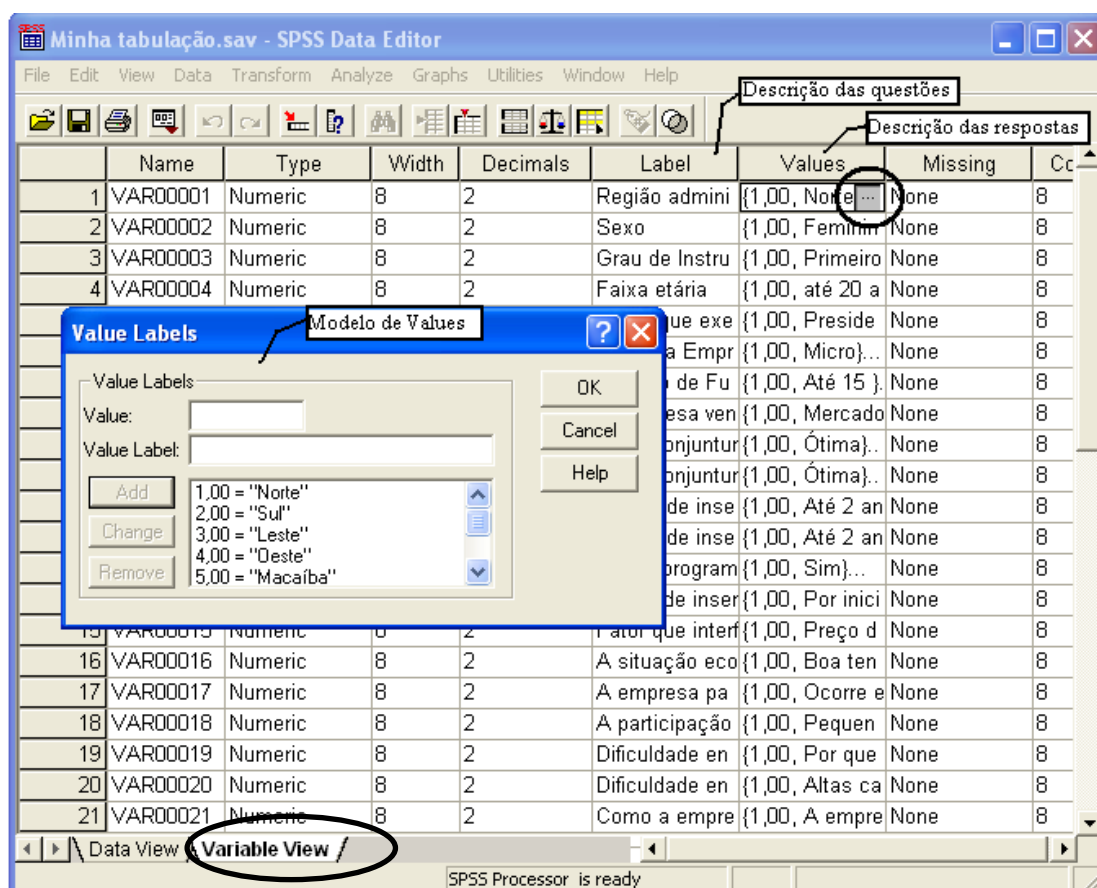 Minha tabulação.sav - SPSS Data Editor
File Edit View Data Transform Analyze Graphs Utilities Window Help
Descrição das questões
Descrição das respostas
Name Type Width Decimals Label Values Missing
1 VAR00001 Numeric 8 2 Região admini {1,00, Norte ... None 8
2 VAR00002 Numeric 8 2 Sexo {1,00, Feminin None 8
3 VAR00003 Numeric 8 2 Grau de Instru {1,00, Primeiro None 8
4 VAR00004 Numeric 8 2 Faixa etária {1,00, até 20 a None 8
ue exe {1,00, Preside None 8
a Empr {1,00, Micro}... None 8
de Fu {1,00, Até 15 }. None 8
esa ven {1,00, Mercado None 8
onjuntur {1,00, Ótima}.. None 8
onjuntur {1,00, Ótima}.. None 8
de inse {1,00, Até 2 an None 8
de inse {1,00, Até 2 an None 8
program {1,00, Sim}... None 8
de inser {1,00, Por inici None 8
15 VAR00015 Numeric 8 2 Fator que interf {1,00, Preço d None 8
16 VAR00016 Numeric 8 2 A situação eco {1,00, Boa ten None 8
17 VAR00017 Numeric 8 2 A empresa pa {1,00, Ocorre e None 8
18 VAR00018 Numeric 8 2 A participação {1,00, Pequen None 8
19 VAR00019 Numeric 8 2 Dificuldade en {1,00, Por que None 8
20 VAR00020 Numeric 8 2 Dificuldade en {1,00, Altas ca None 8
21 VAR00021 Numeric 8 2 Como a empre {1,00, A empre None 8
Modelo de Values
Value Labels
Value Labels
Value:
Value Label:
OK
Cancel
Help
Add
Change
Remove
1,00 = "Norte"
2,00 = "Sul"
3,00 = "Leste"
4,00 = "Oeste"
5,00 = "Macaíba"
Data View Variable View
SPSS Processor is ready